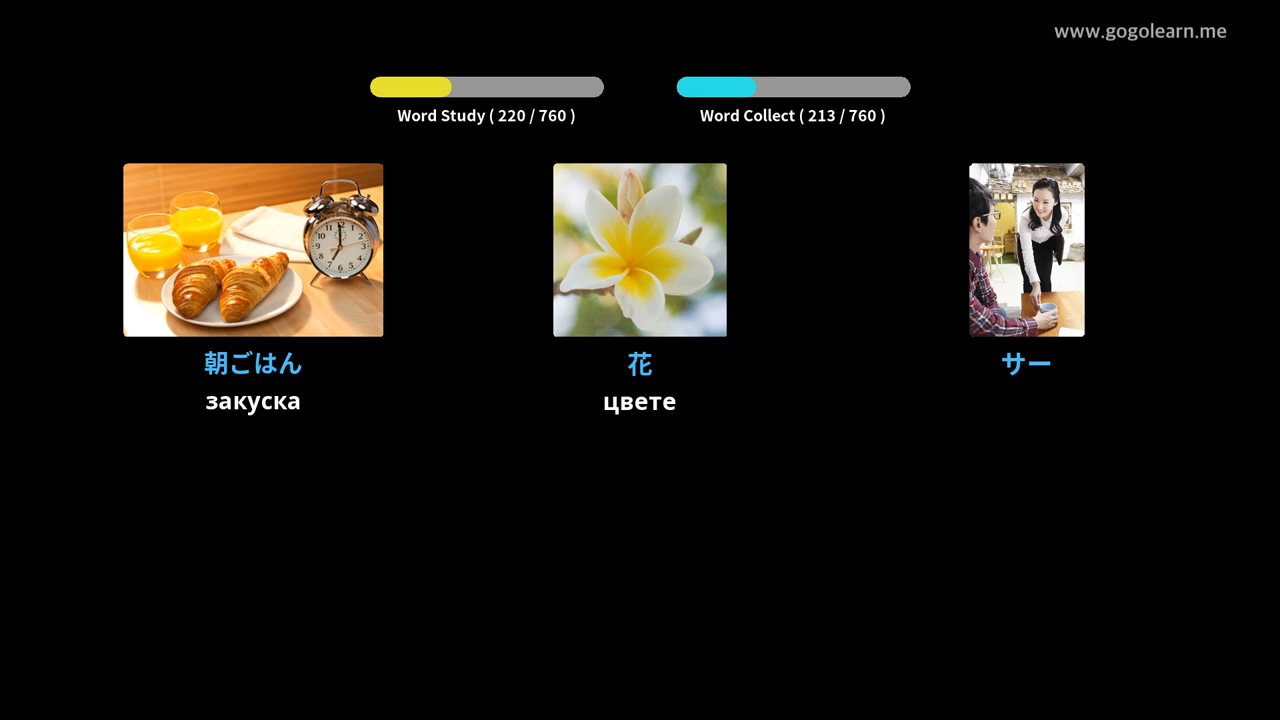 www.gogolearn.me
Word Study ( 220 / 760 )
Word Collect ( 213 / 760 )
朝ごはん
закуска
花
цвете
サー